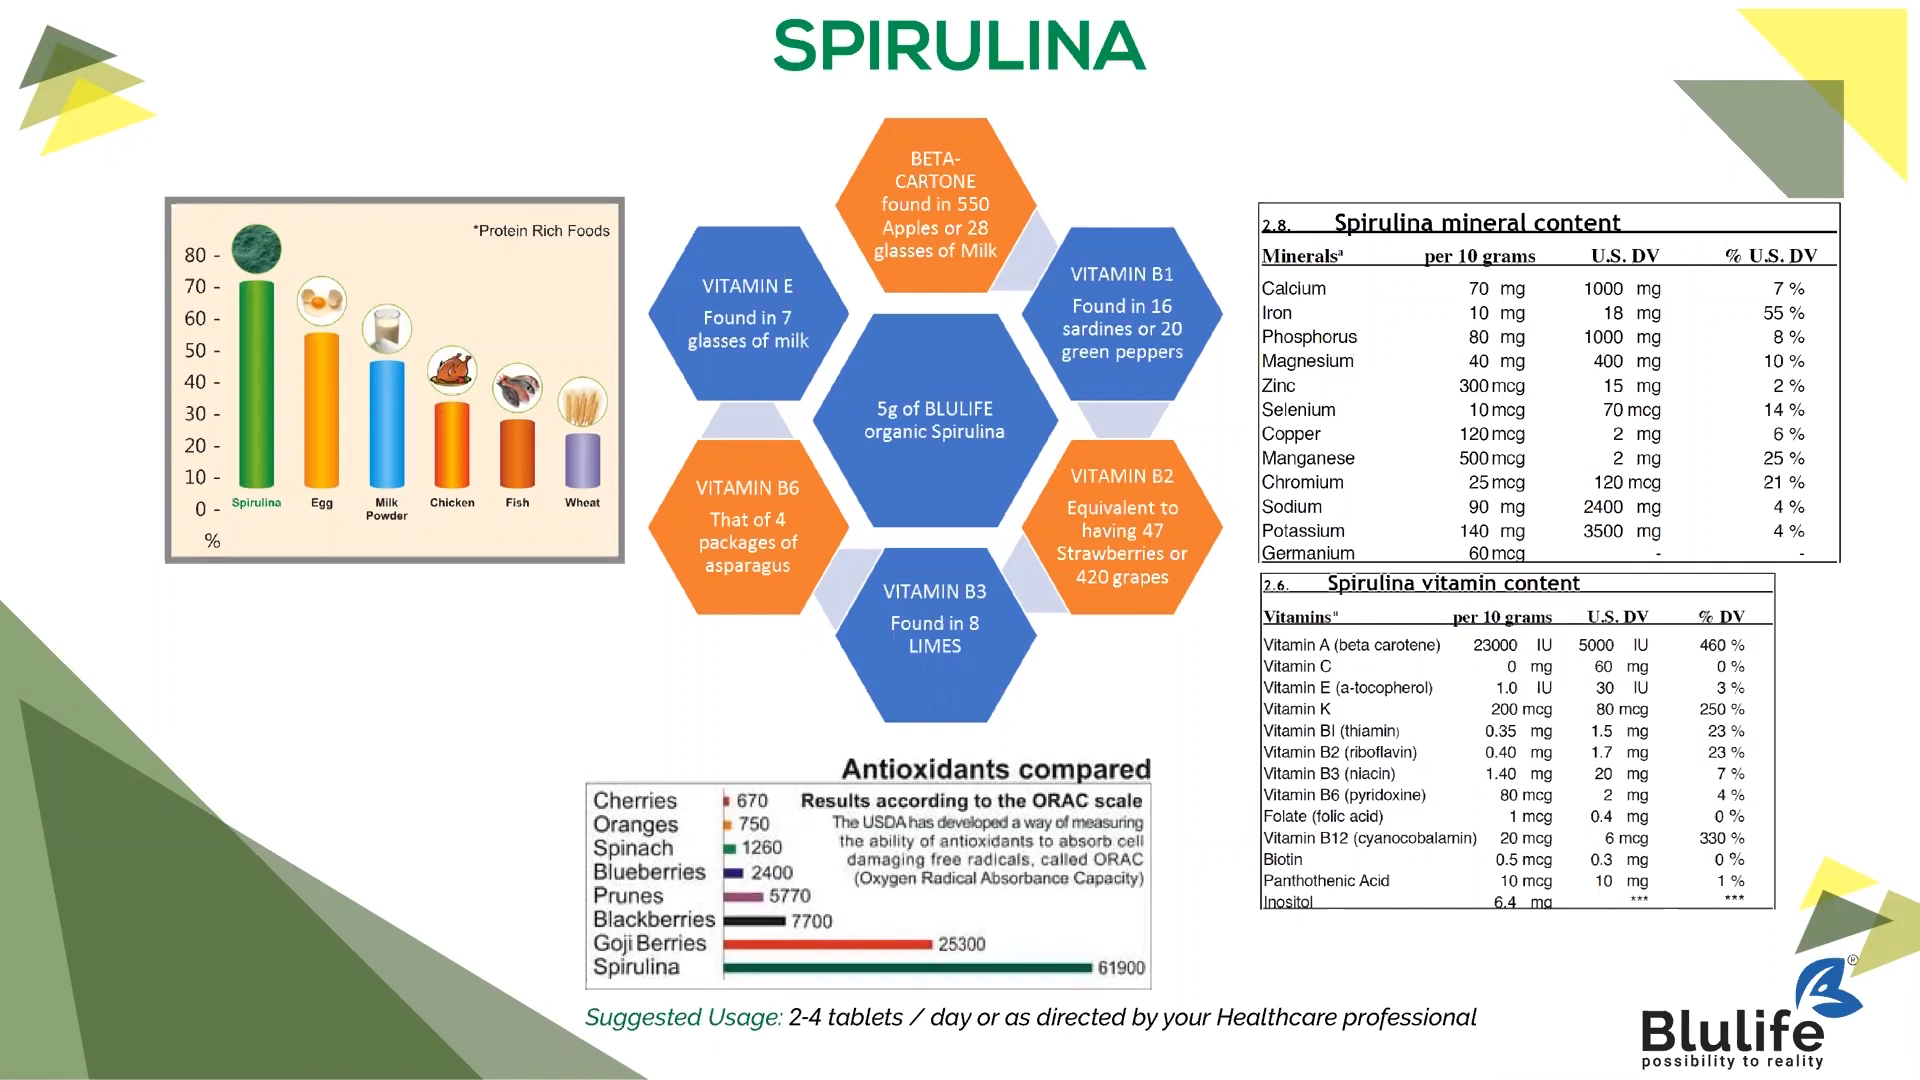 SPIRULINA
*Protein Rich Foods
80 -
70 -
60 -
50 -
40 -
30 -
20 -
10 -
0 -
%
Spirulina
Egg
Milk
Powder
Chicken
Fish
Wheat
BETA-
CARTONE
found in 550
Apples or 28
glasses of Milk
VITAMIN E
Found in 7
glasses of milk
VITAMIN B1
Found in 16
sardines or 20
green peppers
5g of BLULIFE
organic Spirulina
VITAMIN B6
That of 4
packages of
asparagus
VITAMIN B2
Equivalent to
having 47
Strawberries or
420 grapes
VITAMIN B3
Found in 8
LIMES
2.8. Spirulina mineral content
Mineralsª per 10 grams U.S. DV % U.S. DV
Calcium 70 mg 1000 mg 7 %
Iron 10 mg 18 mg 55 %
Phosphorus 80 mg 1000 mg 8 %
Magnesium 40 mg 400 mg 10 %
Zinc 300 mcg 15 mg 2 %
Selenium 10 mcg 70 mcg 14 %
Copper 120 mcg 2 mg 6 %
Manganese 500 mcg 2 mg 25 %
Chromium 25 mcg 120 mcg 21 %
Sodium 90 mg 2400 mg 4 %
Potassium 140 mg 3500 mg 4 %
Germanium 60 mcg - -
2.6. Spirulina vitamin content
Vitaminsª per 10 grams U.S. DV % DV
Vitamin A (beta carotene) 23000 IU 5000 IU 460 %
Vitamin C 0 mg 60 mg 0 %
Vitamin E (a-tocopherol) 1.0 IU 30 IU 3 %
Vitamin K 200 mcg 80 mcg 250 %
Vitamin BI (thiamin) 0.35 mg 1.5 mg 23 %
Vitamin B2 (riboflavin) 0.40 mg 1.7 mg 23 %
Vitamin B3 (niacin) 1.40 mg 20 mg 7 %
Vitamin B6 (pyridoxine) 80 mcg 2 mg 4 %
Folate (folic acid) 1 mcg 0.4 mg 0 %
Vitamin B12 (cyanocobalamin) 20 mcg 6 mcg 330 %
Biotin 0.5 mcg 0.3 mg 0 %
Panthothenic Acid 10 mcg 10 mg 1 %
Inositol 6.4 mg *** ***
Antioxidants compared
Results according to the ORAC scale
The USDA has developed a way of measuring
the ability of antioxidants to absorb cell
damaging free radicals, called ORAC
(Oxygen Radical Absorbance Capacity)
Cherries 670
Oranges 750
Spinach 1260
Blueberries 2400
Prunes 5770
Blackberries 7700
Goji Berries 25300
Spirulina 61900
Suggested Usage: 2-4 tablets / day or as directed by your Healthcare professional
®
Blulife
possibility to reality